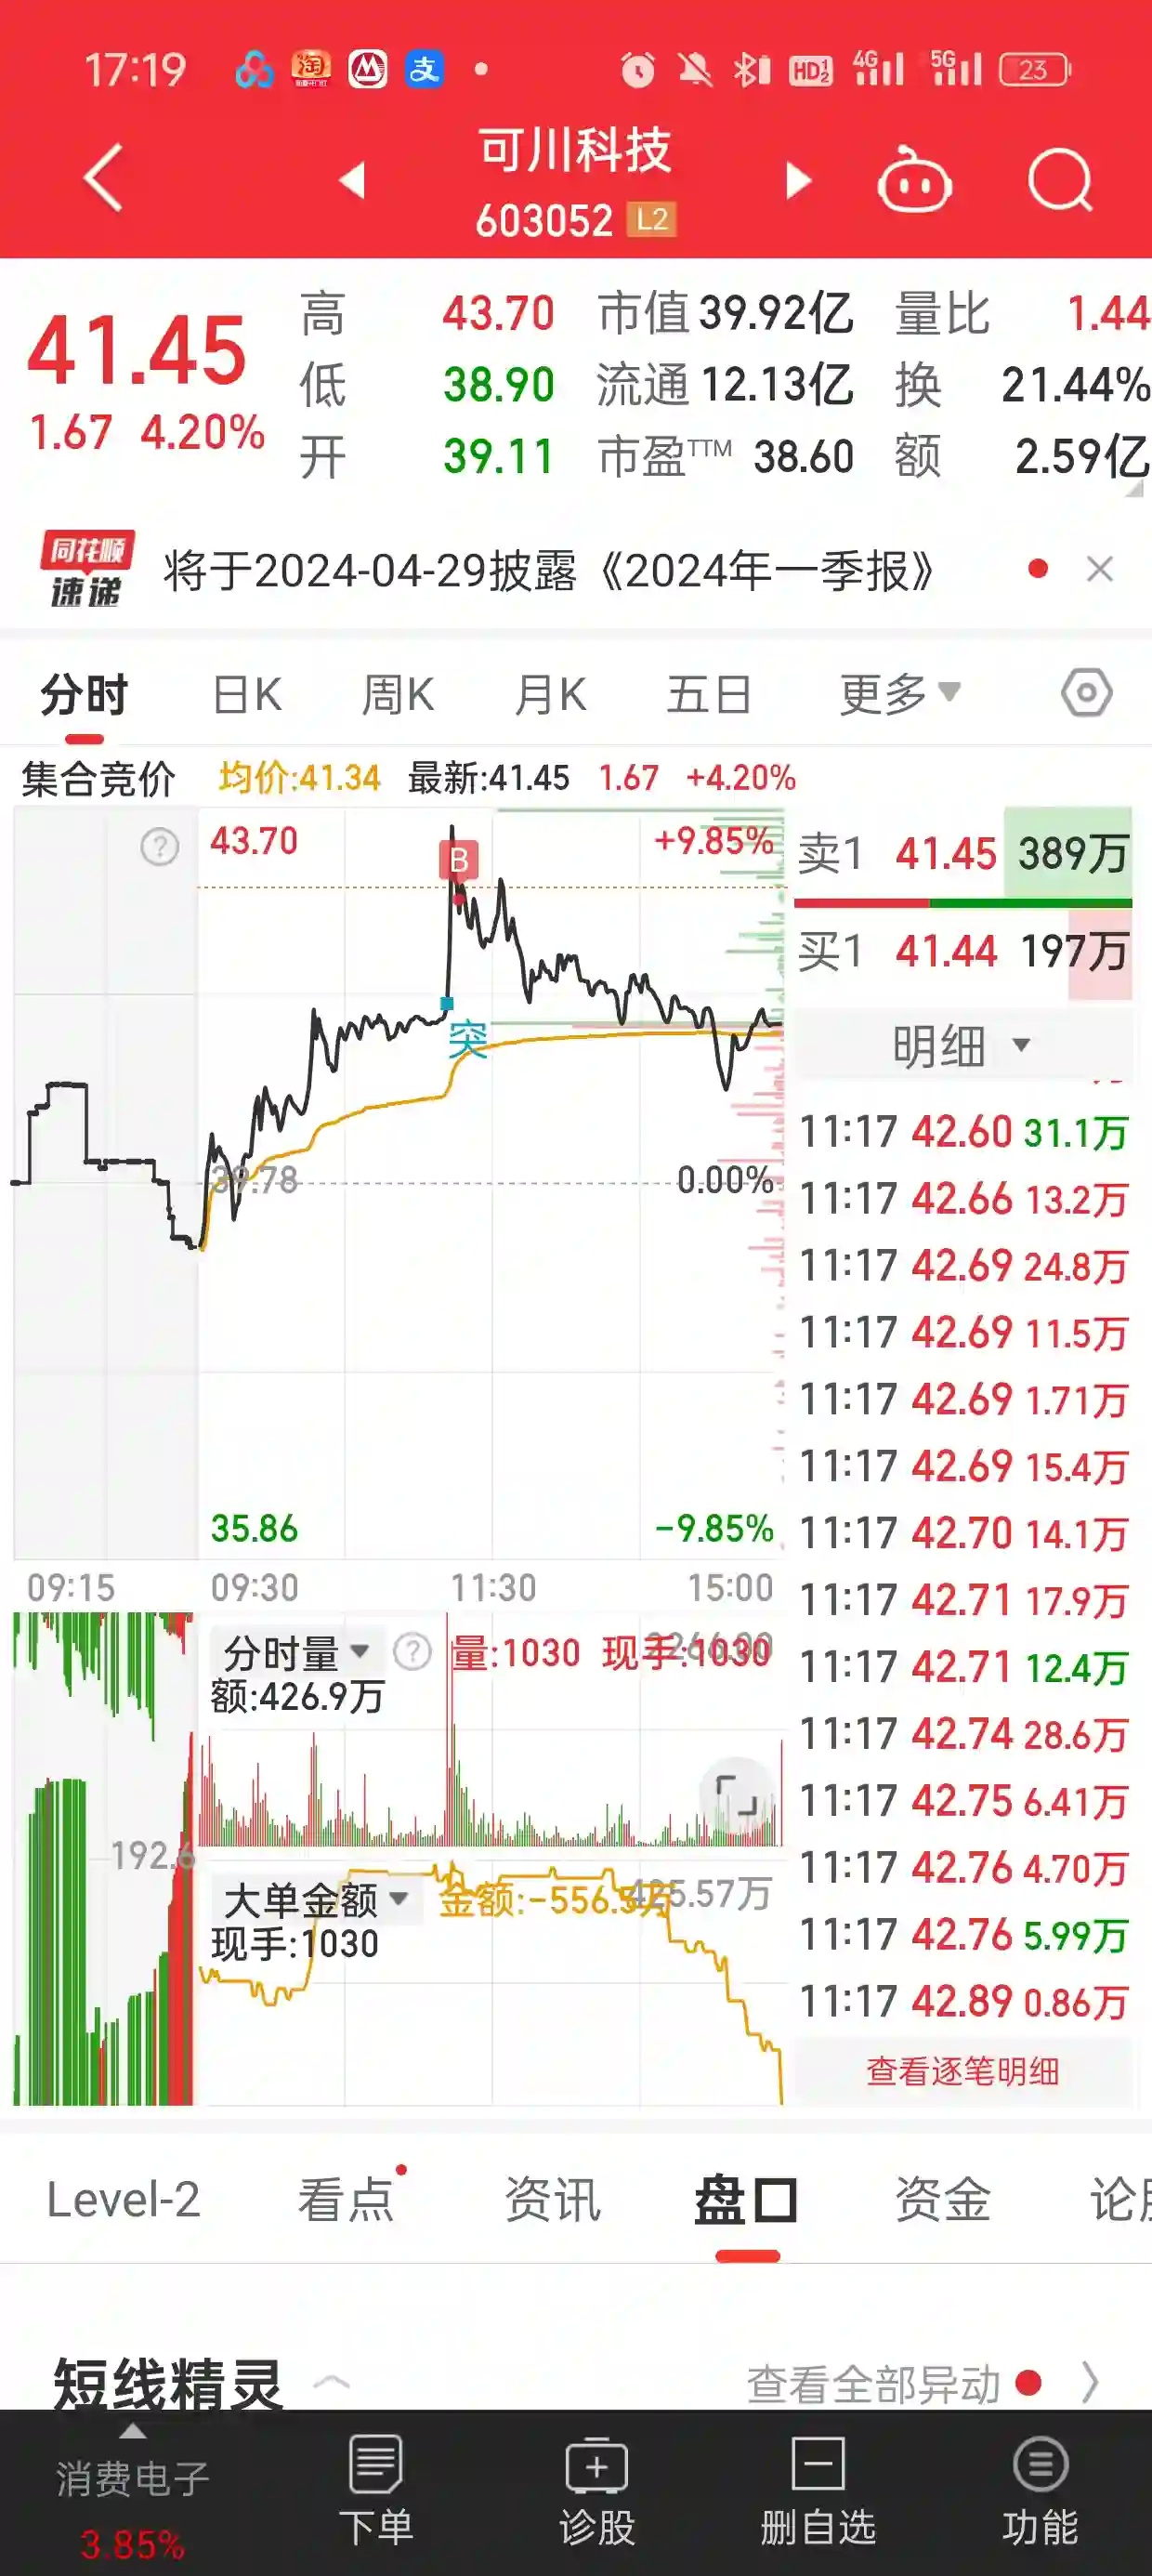 17:19 淘 支 HD 1 2 4G 5G 23
可川科技
603052 L2
41.45
1.67 4.20%
高 43.70 市值 39.92亿 量比 1.44
低 38.90 流通 12.13亿 换 21.44%
开 39.11 市盈TTM 38.60 额 2.59亿
同花顺
速递
将于2024-04-29披露《2024年一季报》
分时 日K 周K 月K 五日 更多
集合竞价 均价:41.34 最新:41.45 1.67 +4.20%
? 43.70 +9.85%
B
突
39.78 0.00%
35.86 -9.85%
09:15 09:30 11:30 15:00
卖1 41.45 389万
买1 41.44 197万
明细
11:17 42.60 31.1万
11:17 42.66 13.2万
11:17 42.69 24.8万
11:17 42.69 11.5万
11:17 42.69 1.71万
11:17 42.69 15.4万
11:17 42.70 14.1万
11:17 42.71 17.9万
11:17 42.71 12.4万
11:17 42.74 28.6万
11:17 42.75 6.41万
11:17 42.76 4.70万
11:17 42.76 5.99万
11:17 42.89 0.86万
查看逐笔明细
分时量 ? 量:1030 现手:1030
额:426.9万
192.6
大单金额 金额:-556.5万
现手:1030
Level-2 看点 资讯 盘口 资金 论
短线精灵 查看全部异动
消费电子
3.85%
下单 诊股 删自选 功能